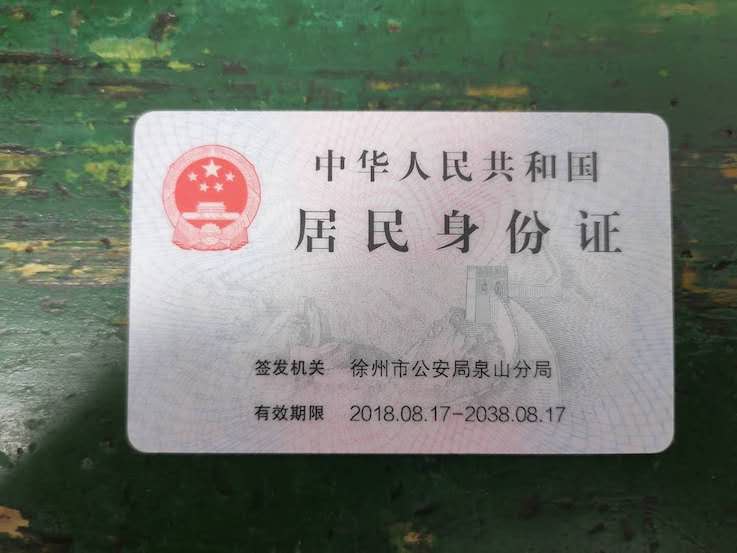 中华人民共和国
居民身份证
签发机关 徐州市公安局泉山分局
有效期限 2018.08.17-2038.08.17